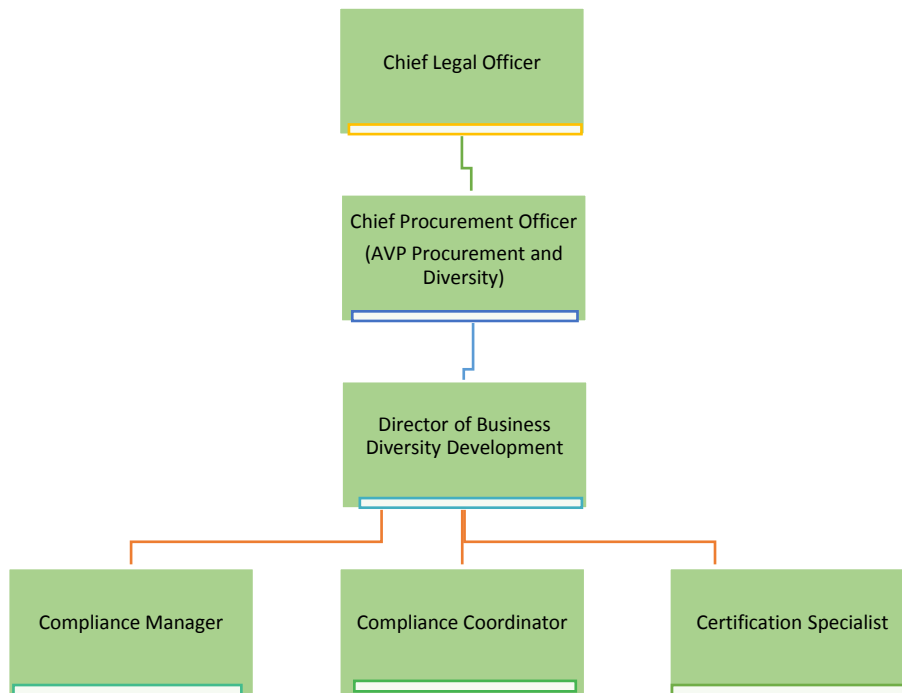 Chief Legal Officer
Chief Procurement Officer
(AVP Procurement and
Diversity)
Director of Business
Diversity Development
Compliance Manager
Compliance Coordinator
Certification Specialist